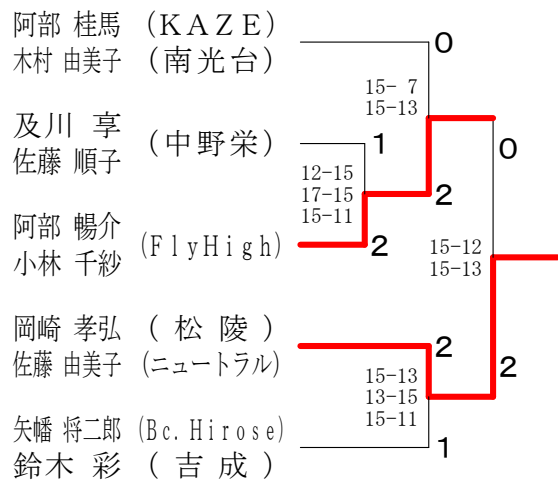 阿部 桂馬 (KAZE)
木村 由美子 (南光台)
0
15- 7
15-13
及川 享
佐藤 順子
(中野栄)
1
0
12-15
17-15
15-11
2
阿部 暢介
小林 千紗
(FlyHigh)
2
15-12
15-13
岡崎 孝弘 (松陵)
佐藤 由美子 (ニュートラル)
2
2
15-13
13-15
15-11
矢幡 将二郎 (Bc.Hirose)
鈴木 彩 (吉成)
1